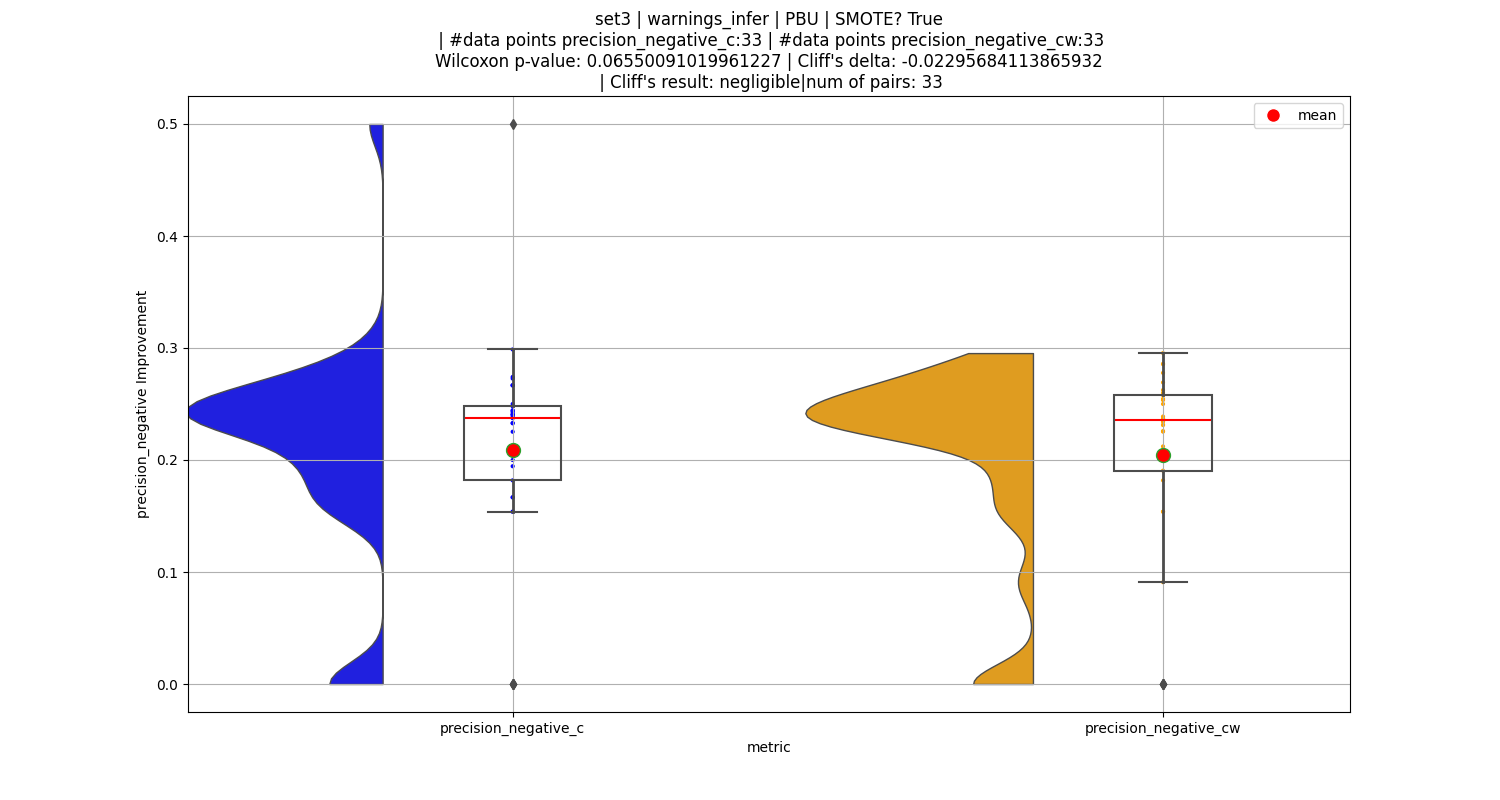 set3 | warnings_infer | PBU | SMOTE? True
| #data points precision_negative_c:33 | #data points precision_negative_cw:33
Wilcoxon p-value: 0.06550091019961227 | Cliff's delta: -0.02295684113865932
| Cliff's result: negligible|num of pairs: 33
mean
precision_negative Improvement
0.5
0.4
0.3
0.2
0.1
0.0
precision_negative_c
precision_negative_cw
metric